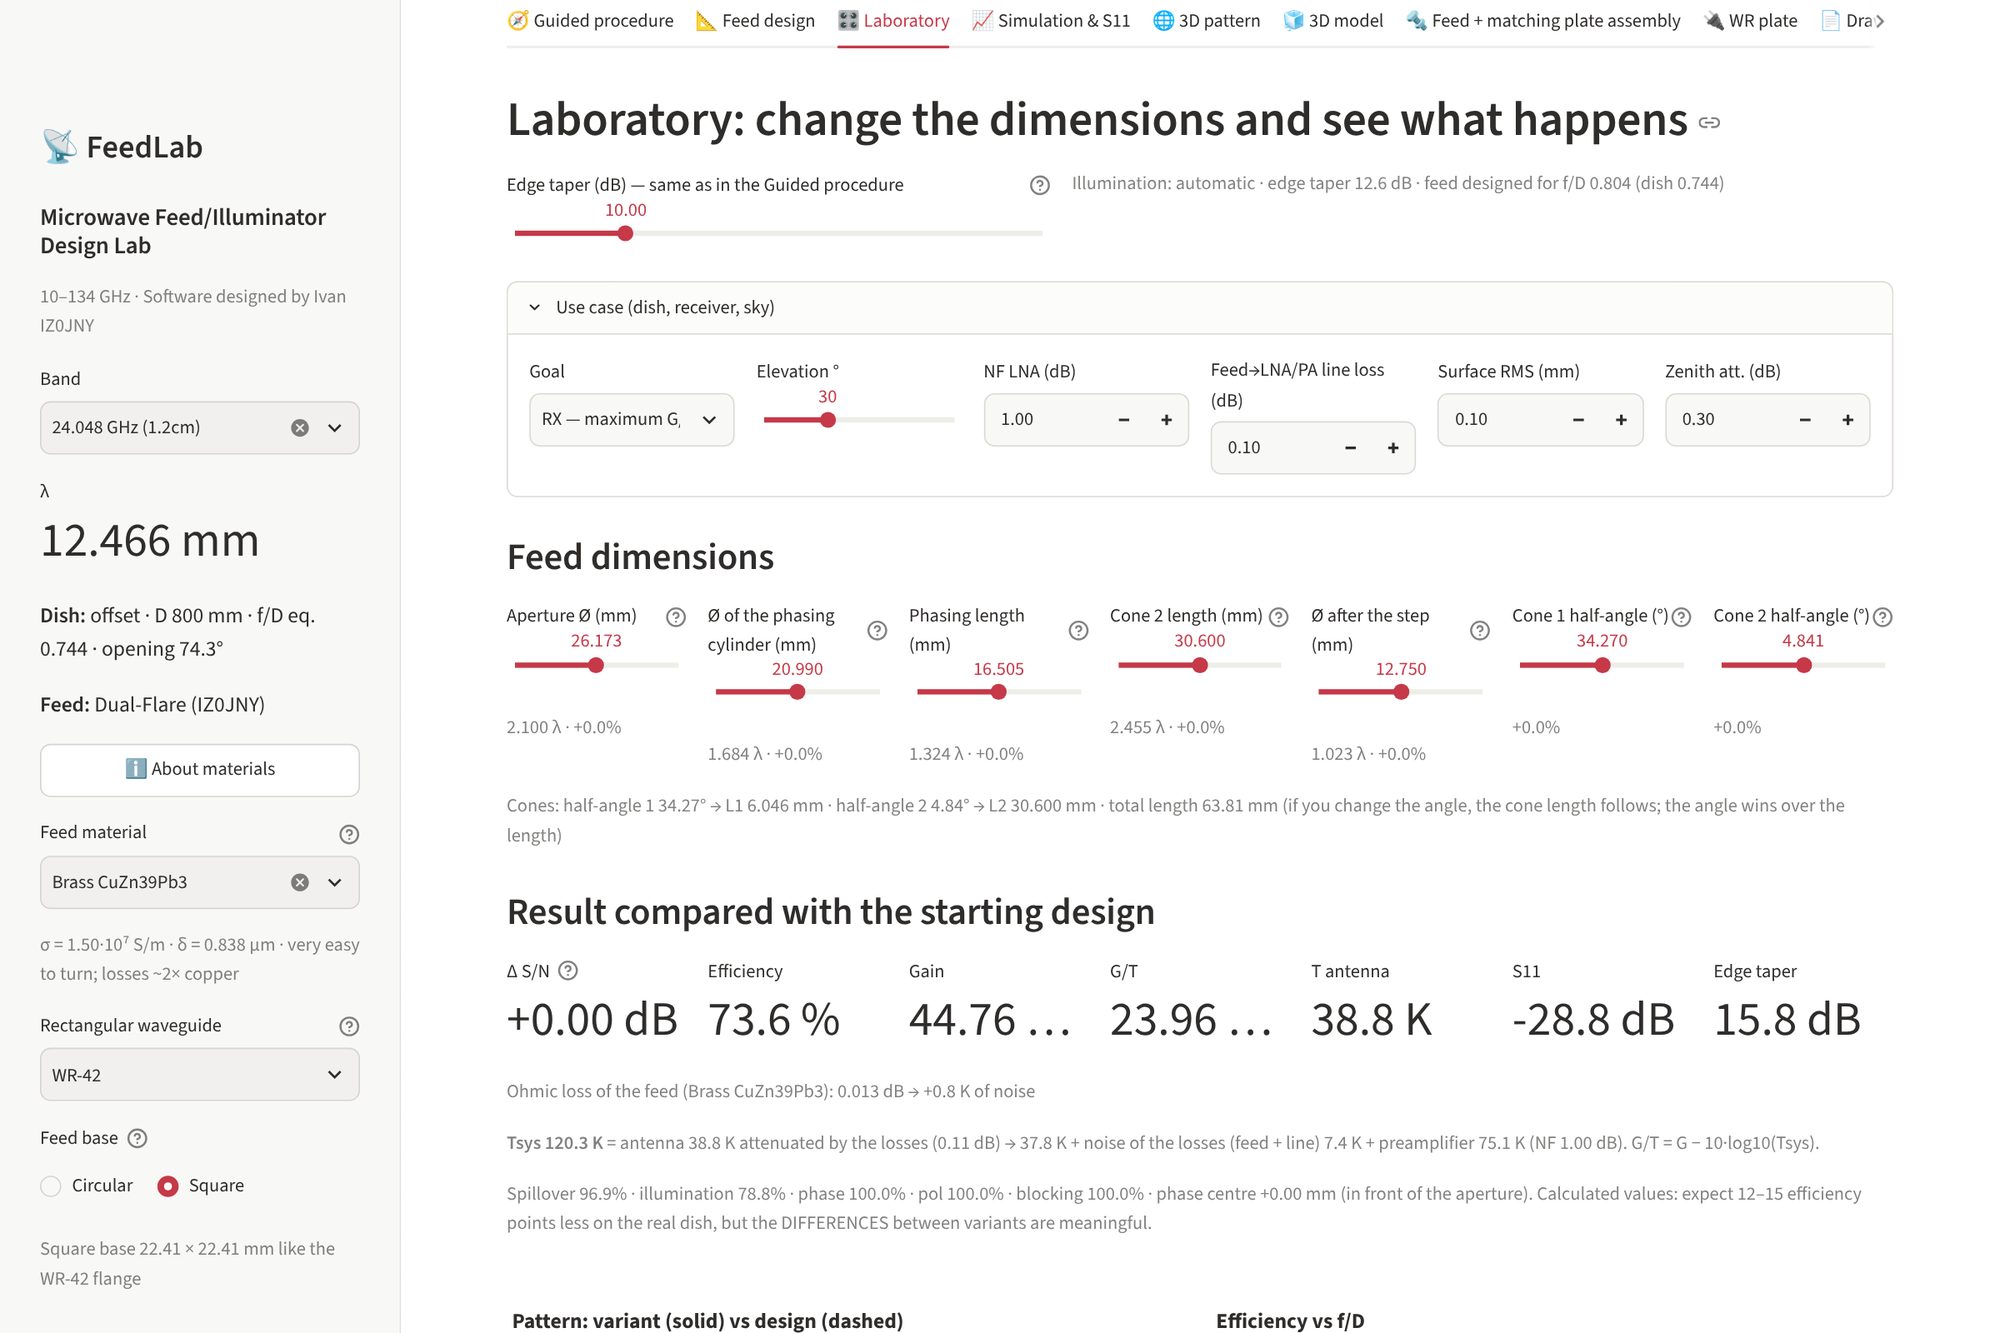 🧭 Guided procedure
📐 Feed design
🎛️ Laboratory
📈 Simulation & S11
🌐 3D pattern
🧊 3D model
🔩 Feed + matching plate assembly
🔌 WR plate
📄 Dra
📡 FeedLab
Microwave Feed/Illuminator
Design Lab
10–134 GHz · Software designed by Ivan
IZ0JNY
Band
24.048 GHz (1.2cm)
λ
12.466 mm
Dish: offset · D 800 mm · f/D eq.
0.744 · opening 74.3°
Feed: Dual-Flare (IZ0JNY)
ℹ️ About materials
Feed material
Brass CuZn39Pb3
σ = 1.50·10⁷ S/m · δ = 0.838 µm · very easy
to turn; losses ~2× copper
Rectangular waveguide
WR-42
Feed base
Circular
Square
Square base 22.41 × 22.41 mm like the
WR-42 flange
Laboratory: change the dimensions and see what happens
Edge taper (dB) — same as in the Guided procedure
10.00
Illumination: automatic · edge taper 12.6 dB · feed designed for f/D 0.804 (dish 0.744)
Use case (dish, receiver, sky)
Goal
RX — maximum G,
Elevation °
30
NF LNA (dB)
1.00
Feed→LNA/PA line loss
(dB)
0.10
Surface RMS (mm)
0.10
Zenith att. (dB)
0.30
Feed dimensions
Aperture Ø (mm)
26.173
2.100 λ · +0.0%
Ø of the phasing
cylinder (mm)
20.990
1.684 λ · +0.0%
Phasing length
(mm)
16.505
1.324 λ · +0.0%
Cone 2 length (mm)
30.600
2.455 λ · +0.0%
Ø after the step
(mm)
12.750
1.023 λ · +0.0%
Cone 1 half-angle (°)
34.270
+0.0%
Cone 2 half-angle (°)
4.841
+0.0%
Cones: half-angle 1 34.27° → L1 6.046 mm · half-angle 2 4.84° → L2 30.600 mm · total length 63.81 mm (if you change the angle, the cone length follows; the angle wins over the
length)
Result compared with the starting design
Δ S/N
+0.00 dB
Efficiency
73.6 %
Gain
44.76 …
G/T
23.96 …
T antenna
38.8 K
S11
-28.8 dB
Edge taper
15.8 dB
Ohmic loss of the feed (Brass CuZn39Pb3): 0.013 dB → +0.8 K of noise
Tsys 120.3 K = antenna 38.8 K attenuated by the losses (0.11 dB) → 37.8 K + noise of the losses (feed + line) 7.4 K + preamplifier 75.1 K (NF 1.00 dB). G/T = G − 10·log10(Tsys).
Spillover 96.9% · illumination 78.8% · phase 100.0% · pol 100.0% · blocking 100.0% · phase centre +0.00 mm (in front of the aperture). Calculated values: expect 12–15 efficiency
points less on the real dish, but the DIFFERENCES between variants are meaningful.
Pattern: variant (solid) vs design (dashed)
Efficiency vs f/D